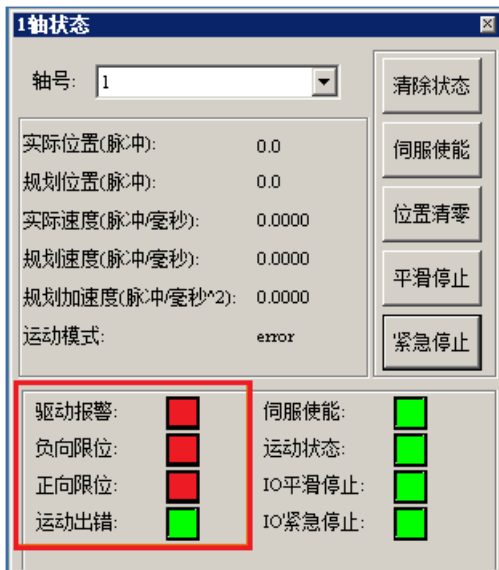 1轴状态
轴号: 1
清除状态
伺服使能
位置清零
平滑停止
紧急停止
实际位置(脉冲): 0.0
规划位置(脉冲): 0.0
实际速度(脉冲/毫秒): 0.0000
规划速度(脉冲/毫秒): 0.0000
规划加速度(脉冲/毫秒^2): 0.0000
运动模式: error
驱动报警:
负向限位:
正向限位:
运动出错:
伺服使能:
运动状态:
IO平滑停止:
IO紧急停止: